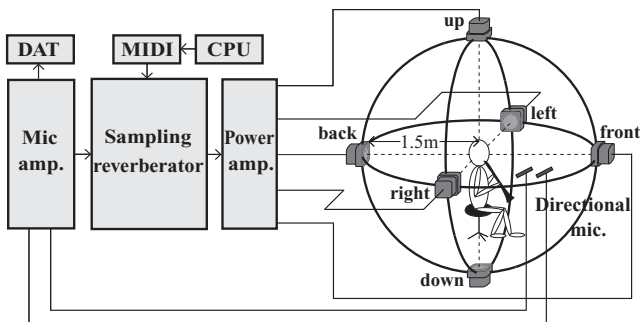 DAT
MIDI
CPU
Mic
amp.
Sampling
reverberator
Power
amp.
up
left
back
1.5m
front
right
Directional
mic.
down